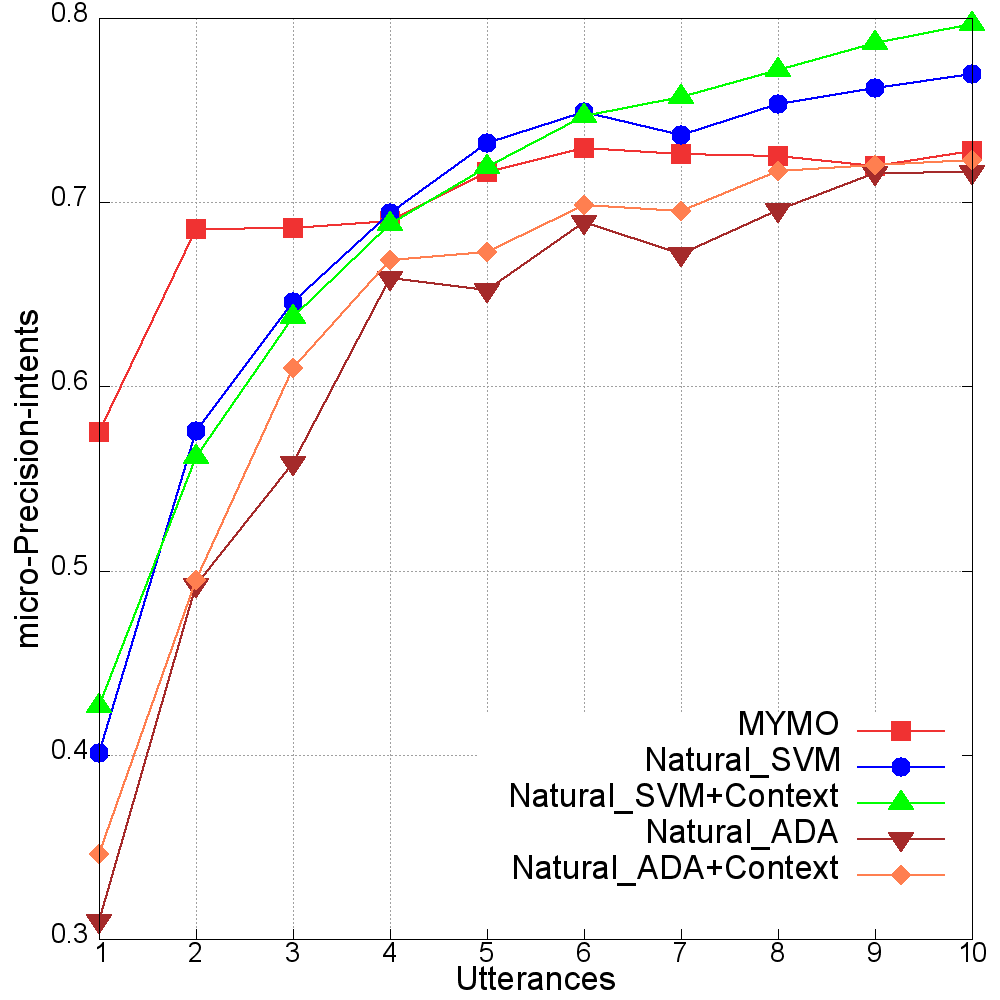 0.8
0.7
0.6
0.5
0.4
0.3
micro-Precision-intents
MYMO
Natural_SVM
Natural_SVM+Context
Natural_ADA
Natural_ADA+Context
1 2 3 4 5 6 7 8 9 10
Utterances